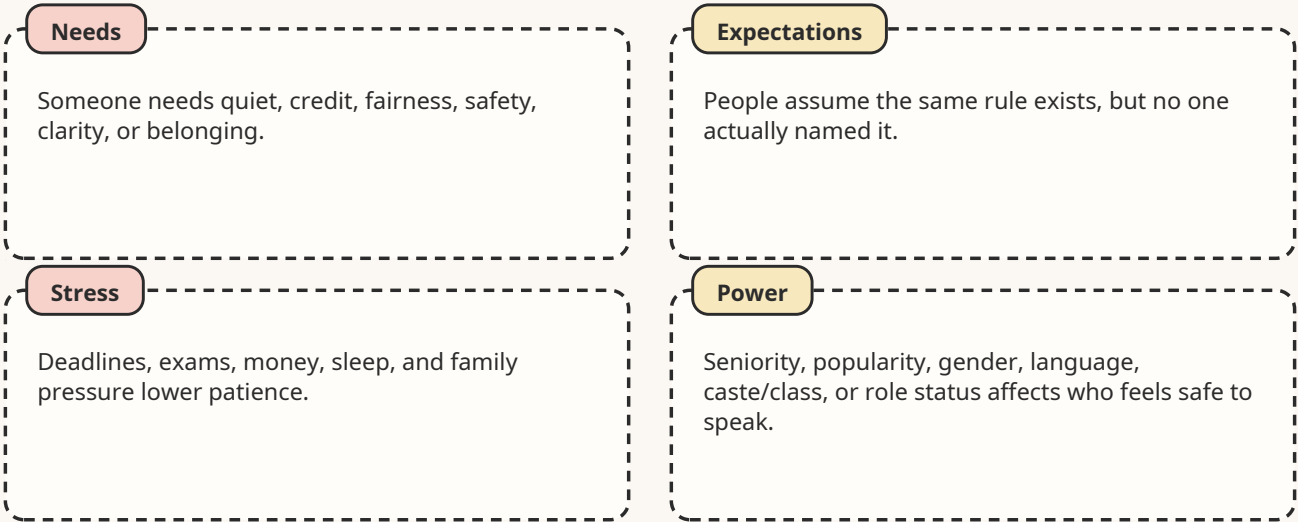 Needs
Someone needs quiet, credit, fairness, safety,
clarity, or belonging.
Expectations
People assume the same rule exists, but no one
actually named it.
Stress
Deadlines, exams, money, sleep, and family
pressure lower patience.
Power
Seniority, popularity, gender, language,
caste/class, or role status affects who feels safe to
speak.